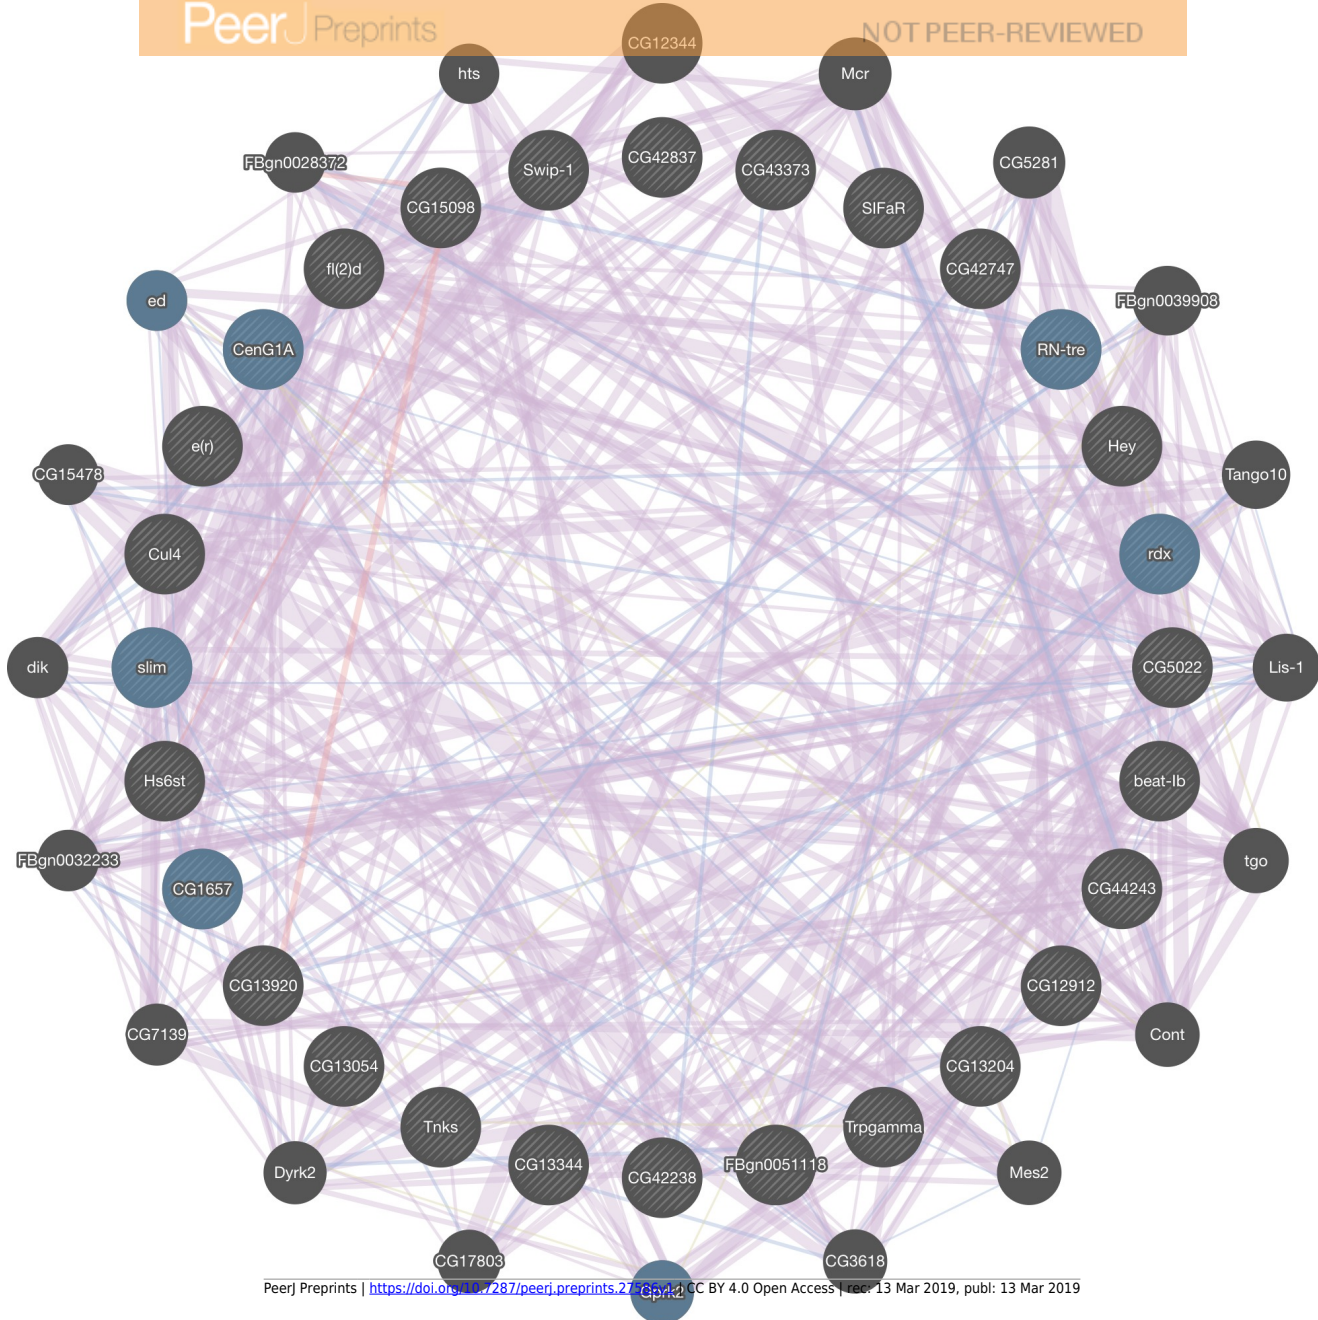 PeerJ Preprints
NOT PEER-REVIEWED
CG12344
hts
Mcr
FBgn0028372
Swip-1
CG42837
CG43373
CG5281
CG15098
SIFaR
fl(2)d
CG42747
ed
FBgn0039908
CenG1A
RN-tre
e(r)
Hey
CG15478
Tango10
Cul4
rdx
dik
slim
CG5022
Lis-1
Hs6st
beat-Ib
FBgn0032233
tgo
CG1657
CG44243
CG13920
CG12912
CG7139
Cont
CG13054
CG13204
Tnks
Trpgamma
Dyrk2
CG13344
CG42238
FBgn0051118
Mes2
CG17803
CG3618
PeerJ Preprints | https://doi.org/10.7287/peerj.preprints.27586v1 | CC BY 4.0 Open Access | rec: 13 Mar 2019, publ: 13 Mar 2019
Gprk2